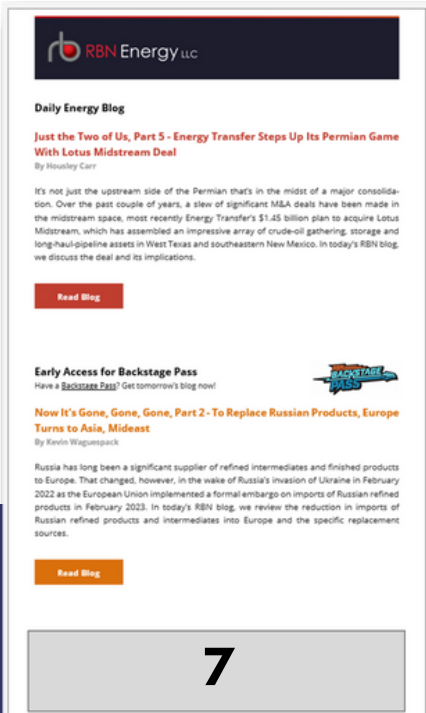 rb RBN Energy LLC
Daily Energy Blog
Just the Two of Us, Part 5 - Energy Transfer Steps Up Its Permian Game
With Lotus Midstream Deal
By Housley Carr
It's not just the upstream side of the Permian that's in the midst of a major consolida-
tion. Over the past couple of years, a slew of significant M&A deals have been made in
the midstream space, most recently Energy Transfer's $1.45 billion plan to acquire Lotus
Midstream, which has assembled an impressive array of crude-oil gathering, storage and
long-haul-pipeline assets in West Texas and southeastern New Mexico. In today's RBN blog,
we discuss the deal and its implications.
Read Blog
Early Access for Backstage Pass
Have a Backstage Pass? Get tomorrow's blog now!
BACKSTAGE
PASS
Now It's Gone, Gone, Gone, Part 2 - To Replace Russian Products, Europe
Turns to Asia, Mideast
By Kevin Waguespack
Russia has long been a significant supplier of refined intermediates and finished products
to Europe. That changed, however, in the wake of Russia's invasion of Ukraine in February
2022 as the European Union implemented a formal embargo on imports of Russian refined
products in February 2023. In today's RBN blog, we review the reduction in imports of
Russian refined products and intermediates into Europe and the specific replacement
sources.
Read Blog
7